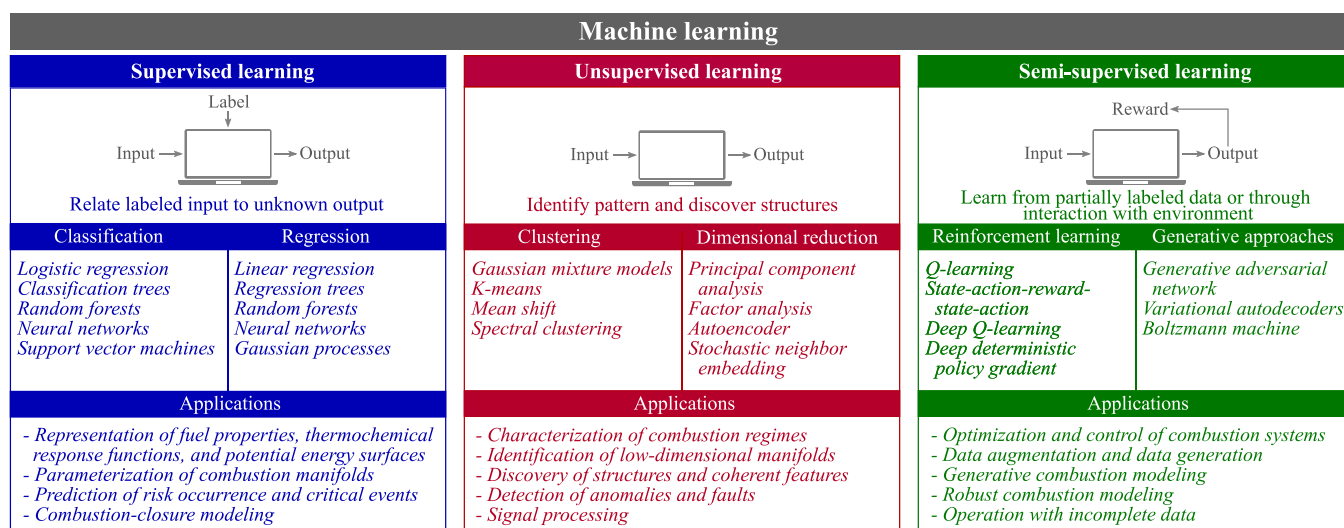 Machine learning
Supervised learning
Label
Input
Output
Relate labeled input to unknown output
Classification
Logistic regression
Classification trees
Random forests
Neural networks
Support vector machines
Regression
Linear regression
Regression trees
Random forests
Neural networks
Gaussian processes
Applications
- Representation of fuel properties, thermochemical
response functions, and potential energy surfaces
- Parameterization of combustion manifolds
- Prediction of risk occurrence and critical events
- Combustion-closure modeling
Unsupervised learning
Input
Output
Identify pattern and discover structures
Clustering
Gaussian mixture models
K-means
Mean shift
Spectral clustering
Dimensional reduction
Principal component
analysis
Factor analysis
Autoencoder
Stochastic neighbor
embedding
Applications
- Characterization of combustion regimes
- Identification of low-dimensional manifolds
- Discovery of structures and coherent features
- Detection of anomalies and faults
- Signal processing
Semi-supervised learning
Reward
Input
Output
Learn from partially labeled data or through
interaction with environment
Reinforcement learning
Q-learning
State-action-reward-
state-action
Deep Q-learning
Deep deterministic
policy gradient
Generative approaches
Generative adversarial
network
Variational autodecoders
Boltzmann machine
Applications
- Optimization and control of combustion systems
- Data augmentation and data generation
- Generative combustion modeling
- Robust combustion modeling
- Operation with incomplete data